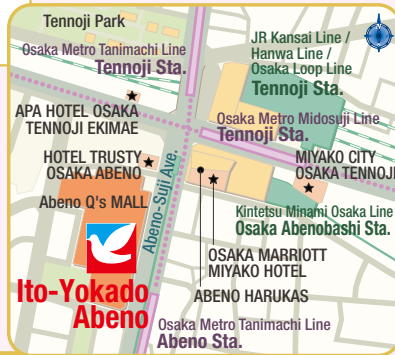 Tennoji Park
Osaka Metro Tanimachi Line
Tennoji Sta.
JR Kansai Line /
Hanwa Line /
Osaka Loop Line
Tennoji Sta.
APA HOTEL OSAKA
TENNOJI EKIMAE
Osaka Metro Midosuji Line
Tennoji Sta.
HOTEL TRUSTY
OSAKA ABENO
MIYAKO CITY
OSAKA TENNOJI
Abeno Q's MALL
Abeno-Suji Ave.
Kintetsu Minami Osaka Line
Osaka Abenobashi Sta.
OSAKA MARRIOTT
MIYAKO HOTEL
ABENO HARUKAS
Ito-Yokado
Abeno
Osaka Metro Tanimachi Line
Abeno Sta.